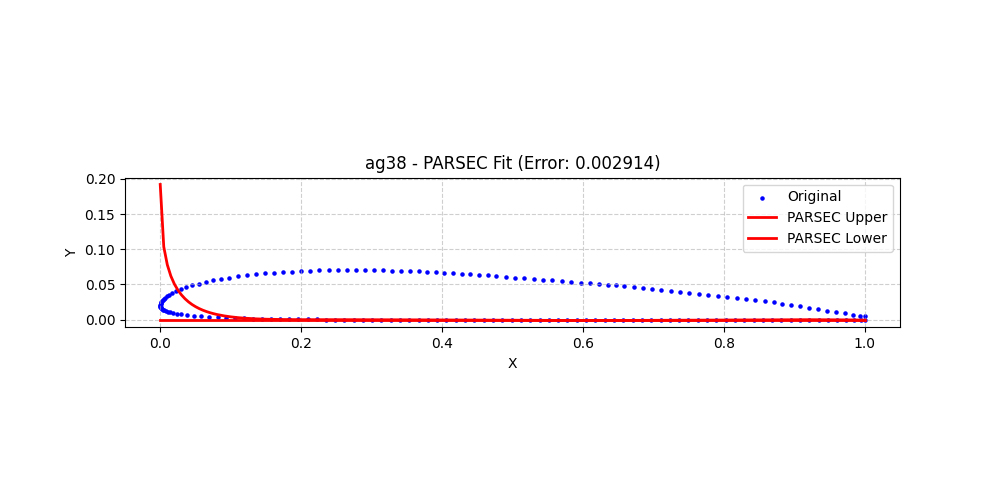 ag38 - PARSEC Fit (Error: 0.002914)
0.20
0.15
0.10
0.05
0.00
Y
Original
PARSEC Upper
PARSEC Lower
0.0 0.2 0.4 0.6 0.8 1.0
X